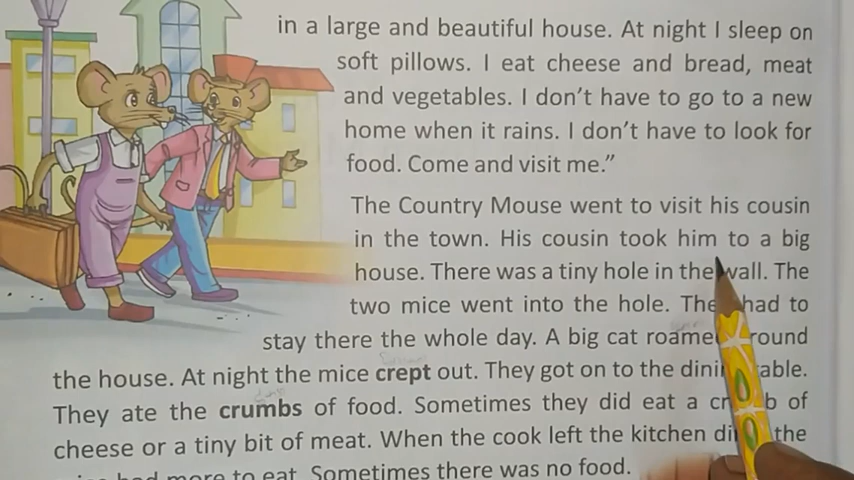 in a large and beautiful house. At night I sleep on
soft pillows. I eat cheese and bread, meat
and vegetables. I don't have to go to a new
home when it rains. I don't have to look for
food. Come and visit me."
The Country Mouse went to visit his cousin
in the town. His cousin took him to a big
house. There was a tiny hole in the wall. The
two mice went into the hole. The had to
stay there the whole day. A big cat roamed round
the house. At night the mice crept out. They got on to the
They ate the crumbs of food. Sometimes they did eat a of
cheese or a tiny bit of meat. When the cook left the kitchen the
had more to eat. Sometimes there was no food.